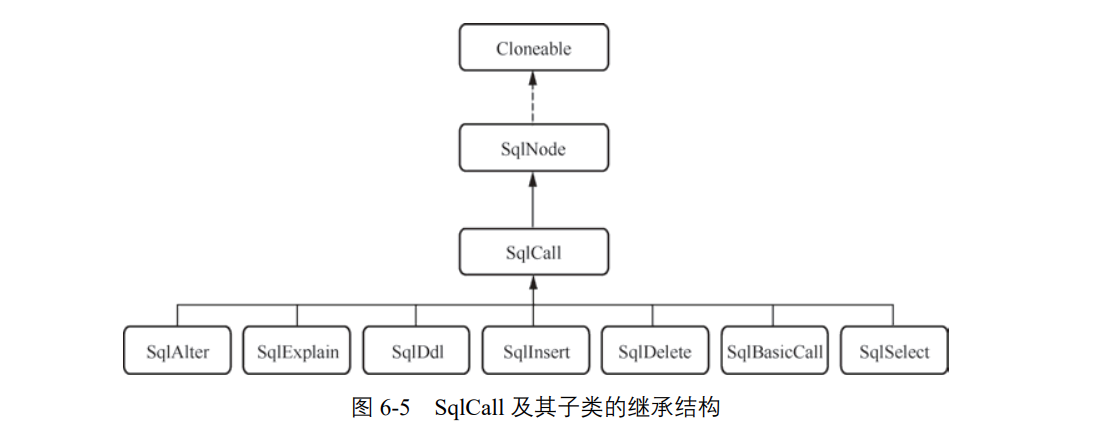 Cloneable
SqlNode
SqlCall
SqlAlter SqlExplain SqlDdl SqlInsert SqlDelete SqlBasicCall SqlSelect
图 6-5 SqlCall 及其子类的继承结构